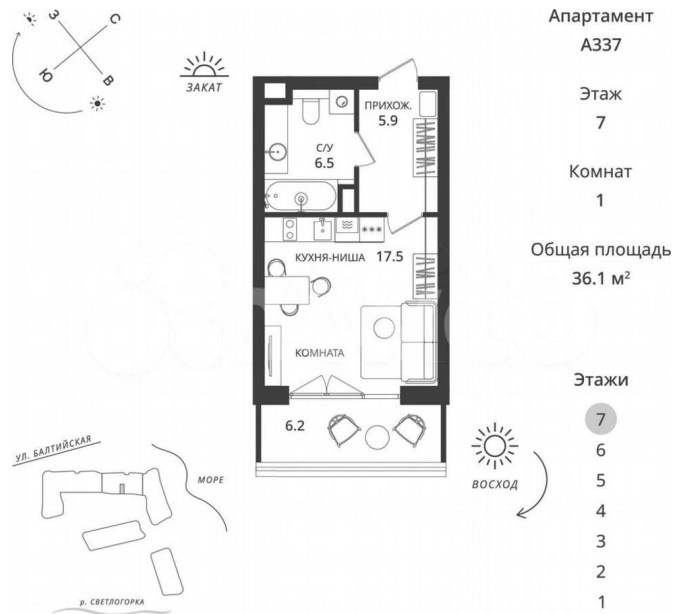 З
С
Ю
В
ЗАКАТ
Апартамент
А337
Этаж
7
Комнат
1
Общая площадь
36.1 м²
ПРИХОЖ.
5.9
С/У
6.5
КУХНЯ-НИША 17.5
КОМНАТА
6.2
ВОСХОД
УЛ. БАЛТИЙСКАЯ
МОРЕ
р. СВЕТЛОГОРКА
Этажи
7
6
5
4
3
2
1